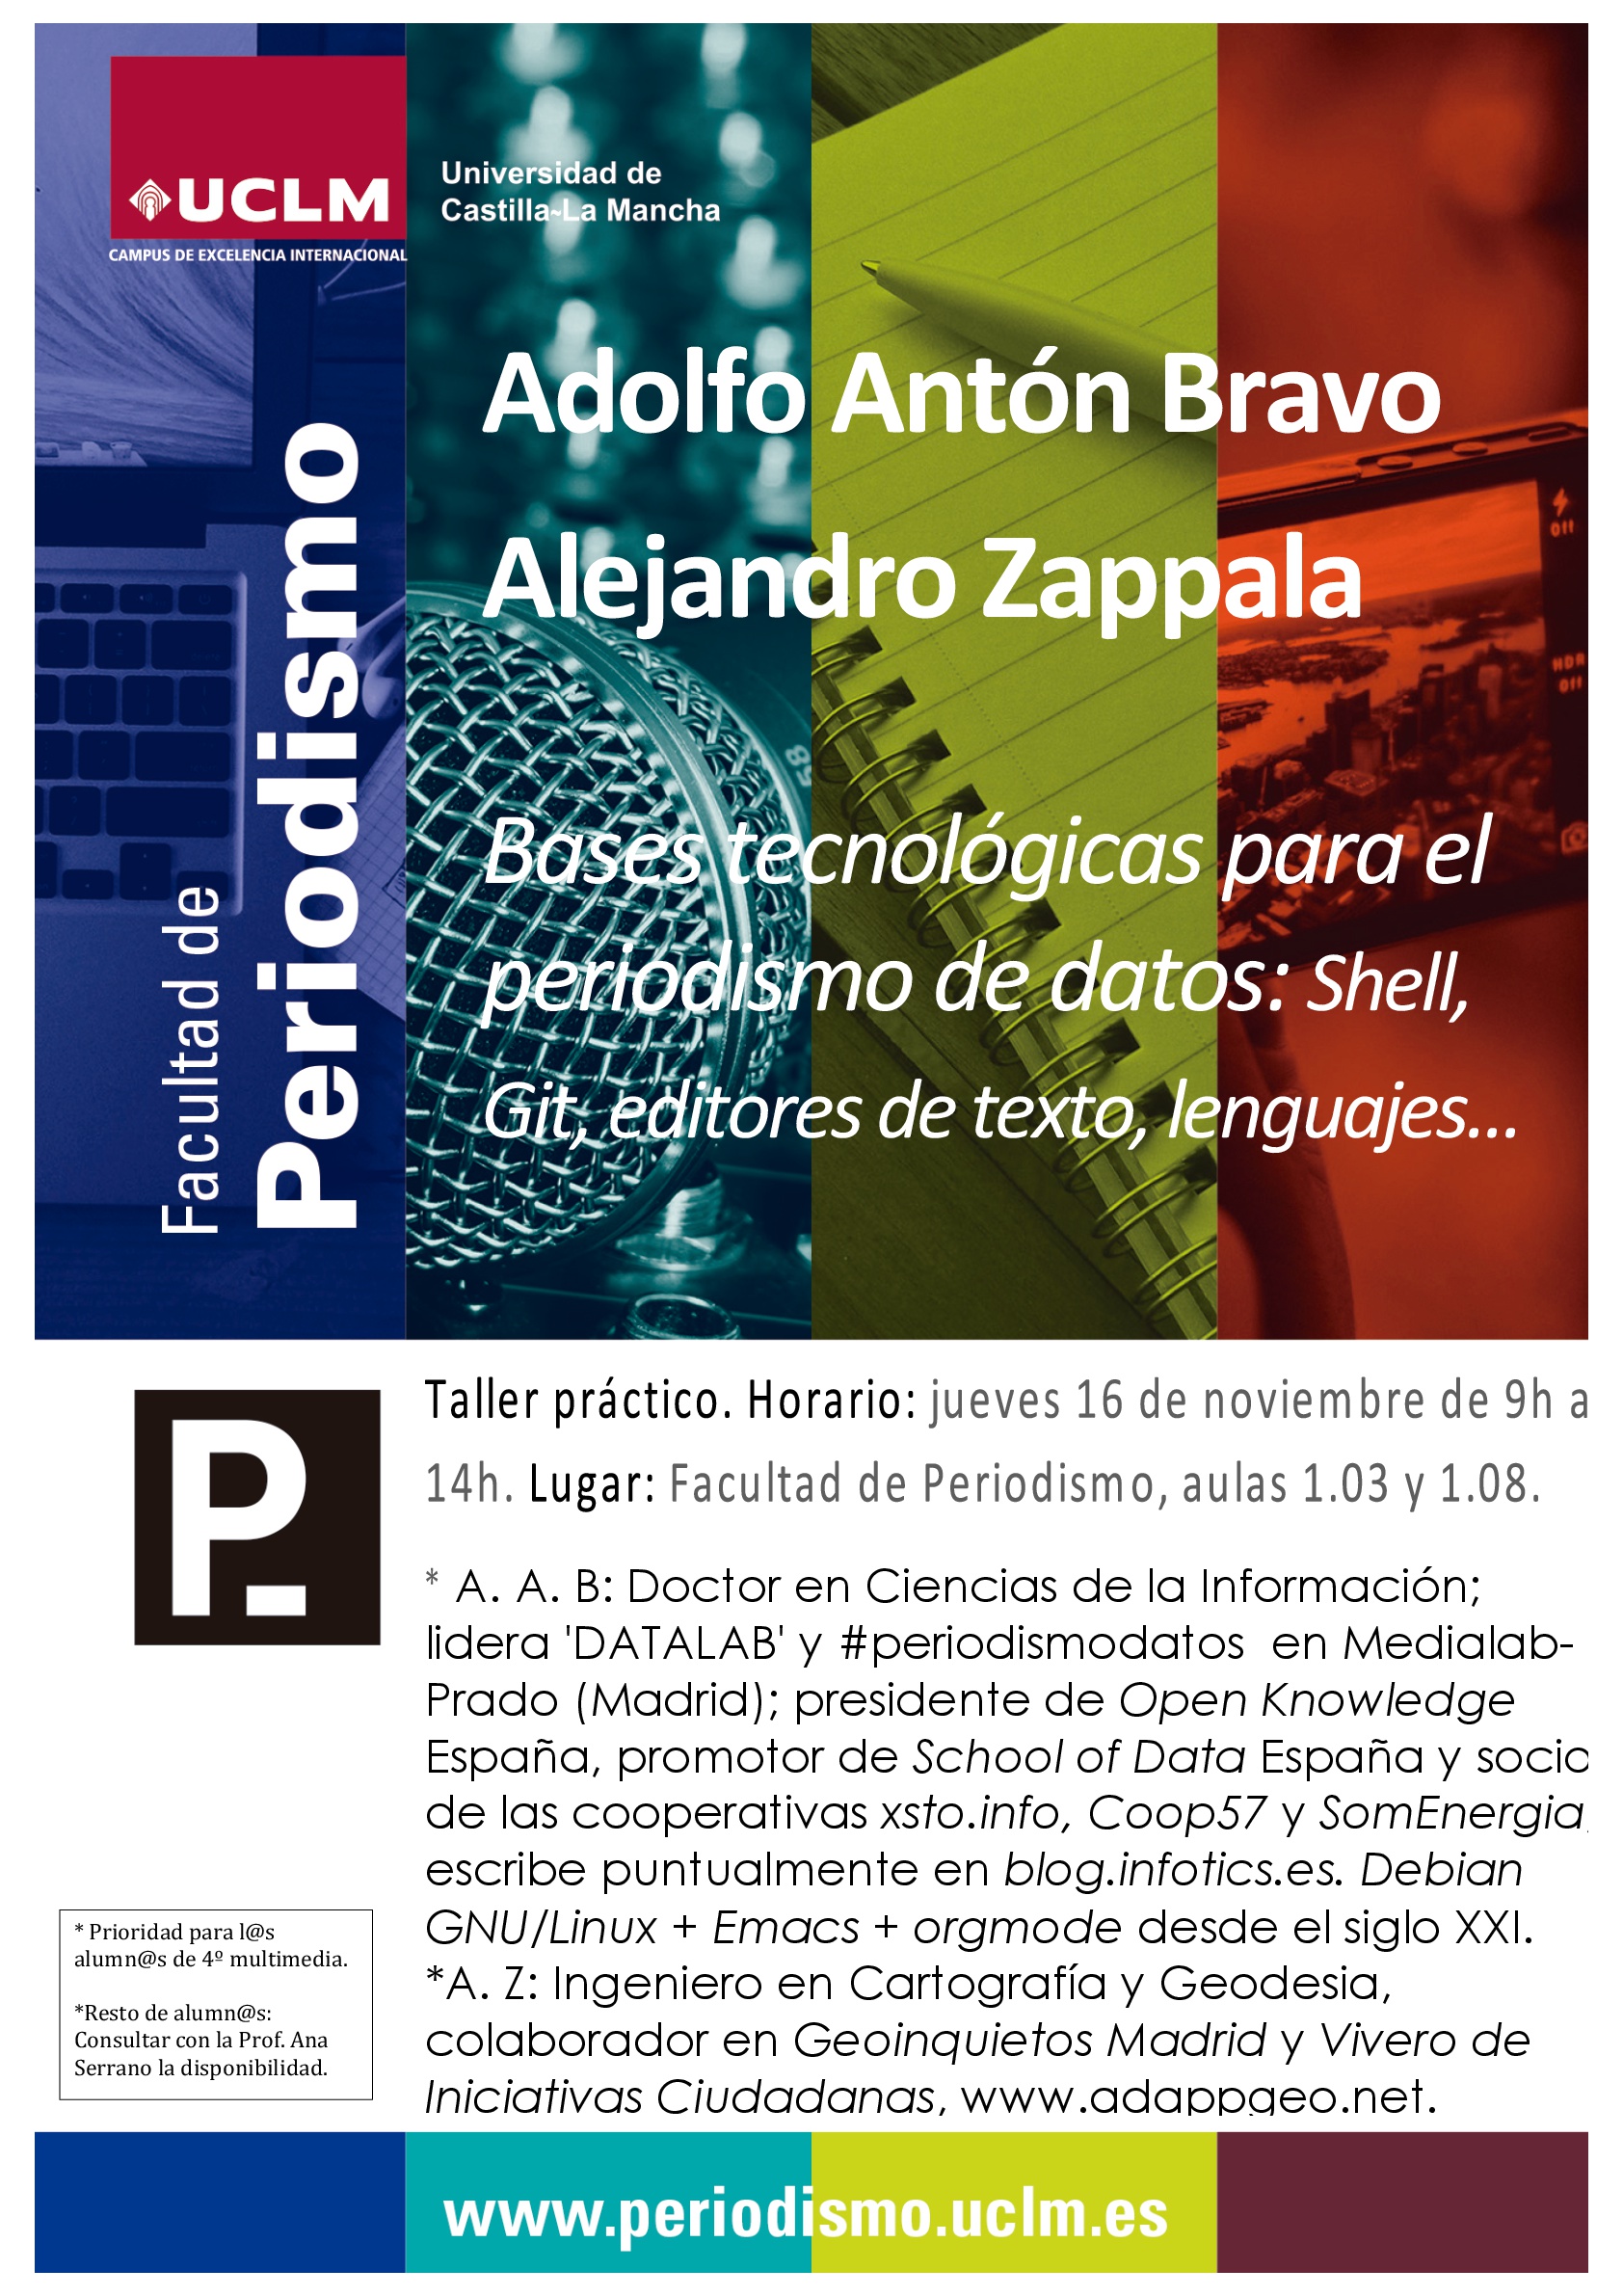 UCLM
CAMPUS DE EXCELENCIA INTERNACIONAL
Universidad de
Castilla~La Mancha
Facultad de
Periodismo
Adolfo Antón Bravo
Alejandro Zappala
Bases tecnológicas para el
periodismo de datos: Shell,
Git, editores de texto, lenguajes...
Off
HDR
Off
58
P.
Taller práctico. Horario: jueves 16 de noviembre de 9h a
14h. Lugar: Facultad de Periodismo, aulas 1.03 y 1.08.
* A. A. B: Doctor en Ciencias de la Información;
lidera 'DATALAB' y #periodismodatos en Medialab-
Prado (Madrid); presidente de Open Knowledge
España, promotor de School of Data España y socio
de las cooperativas xsto.info, Coop57 y SomEnergia,
escribe puntualmente en blog.infotics.es. Debian
GNU/Linux + Emacs + orgmode desde el siglo XXI.
*A. Z: Ingeniero en Cartografía y Geodesia,
colaborador en Geoinquietos Madrid y Vivero de
Iniciativas Ciudadanas, www.adappgeo.net.
* Prioridad para l@s
alumn@s de 4º multimedia.
*Resto de alumn@s:
Consultar con la Prof. Ana
Serrano la disponibilidad.
www.periodismo.uclm.es